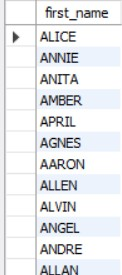 first_name
ALICE
ANNIE
ANITA
AMBER
APRIL
AGNES
AARON
ALLEN
ALVIN
ANGEL
ANDRE
ALLAN